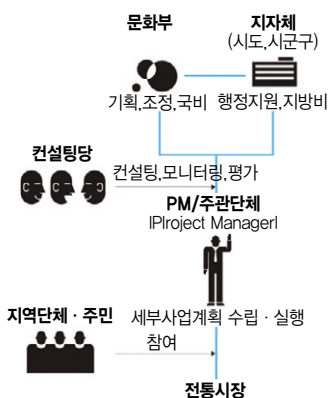 문화부 지자체
(시도,시군구)
기획,조정,국비 행정지원,지방비
컨설팅당
컨설팅,모니터링,평가
PM/주관단체
lPlroject Managerl
지역단체 · 주민 세부사업계획 수립 · 실행
참여
전통시장